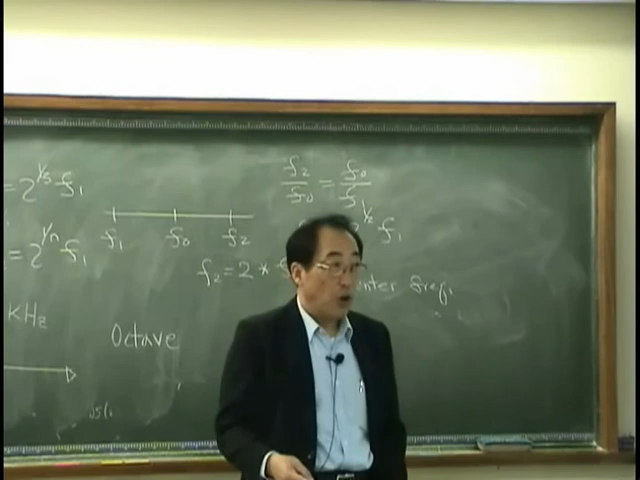 = 2^1/3 f₁
f₂/f₀ = f₀/f₁
f₁ f₀ f₂
= 2^1/n f₁
1/2 f₁
f₂ = 2 *
enter freq.
KHz
Octave